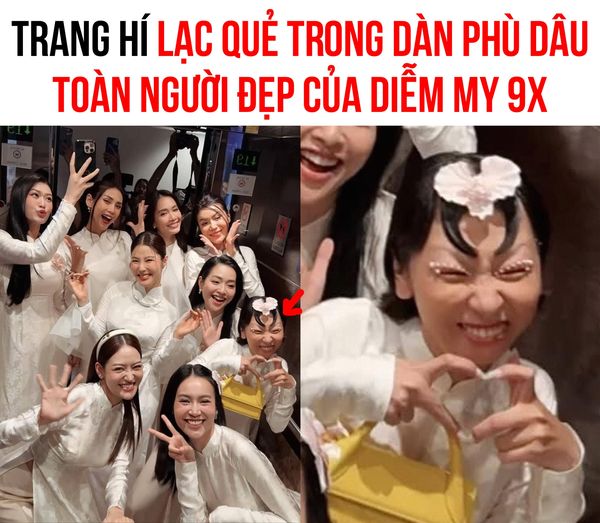 TRANG HÍ LẠC QUẺ TRONG DÀN PHÙ DÂU
TOÀN NGƯỜI ĐẸP CỦA DIỄM MY 9X